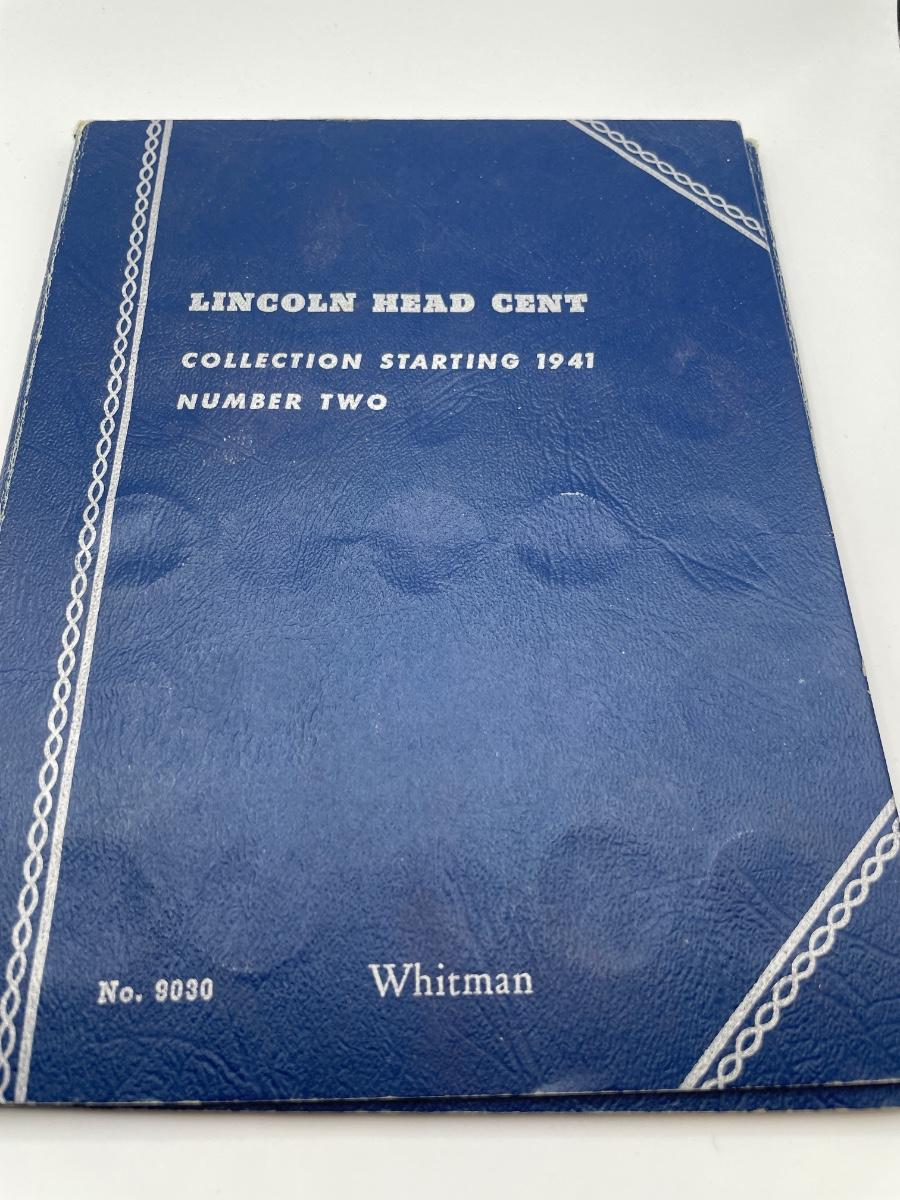 LINCOLN HEAD CENT
COLLECTION STARTING 1941
NUMBER TWO
No. 9030
Whitman